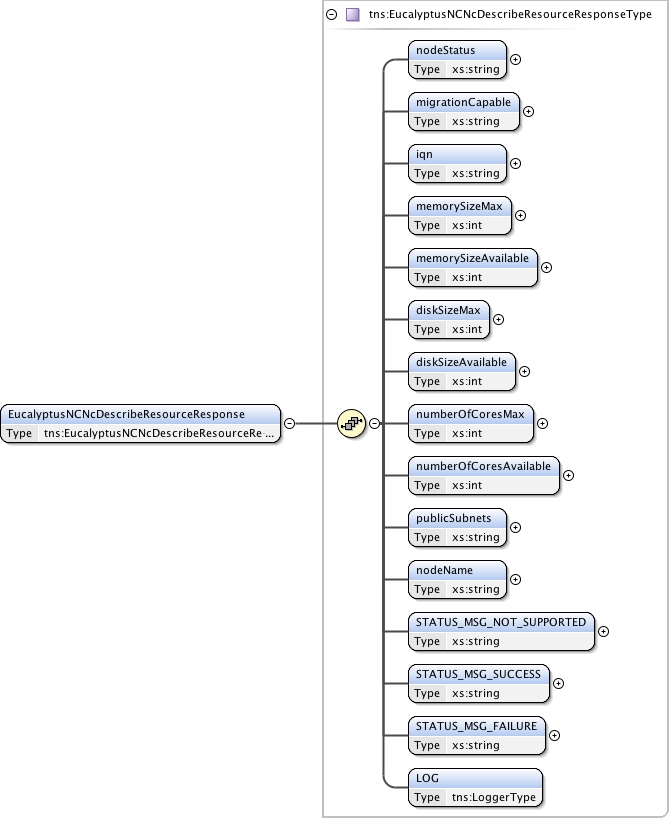 tns:EucalyptusNCNcDescribeResourceResponseType
nodeStatus
Type xs:string
migrationCapable
Type xs:string
iqn
Type xs:string
memorySizeMax
Type xs:int
memorySizeAvailable
Type xs:int
diskSizeMax
Type xs:int
diskSizeAvailable
Type xs:int
EucalyptusNCNcDescribeResourceResponse
Type tns:EucalyptusNCNcDescribeResourceRe ...
numberOfCoresMax
Type xs:int
numberOfCoresAvailable
Type xs:int
publicSubnets
Type xs:string
nodeName
Type xs:string
STATUS_MSG_NOT_SUPPORTED
Type xs:string
STATUS_MSG_SUCCESS
Type xs:string
STATUS_MSG_FAILURE
Type xs:string
LOG
Type tns:LoggerType